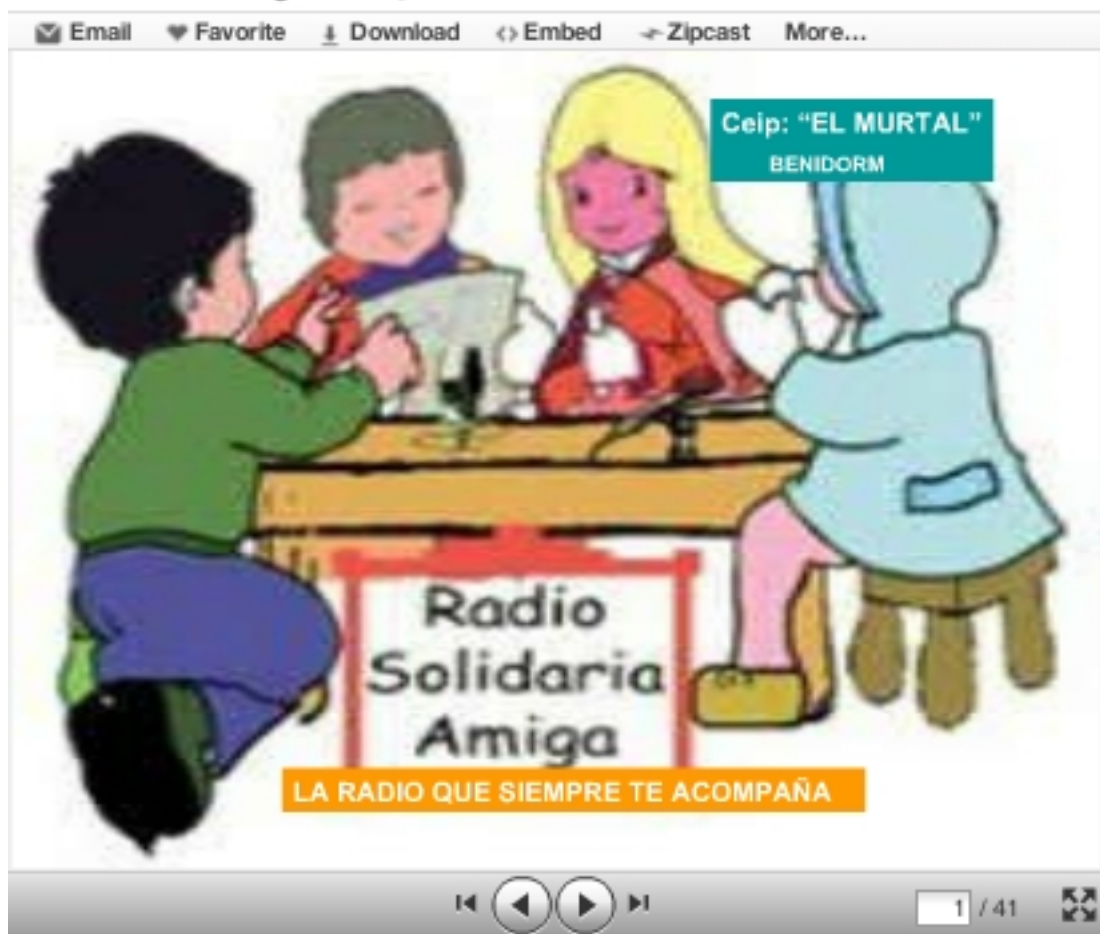 Email Favorite Download Embed Zipcast More...
Ceip: “EL MURTAL”
BENIDORM
Radio
Solidaria
Amiga
LA RADIO QUE SIEMPRE TE ACOMPAÑA
1 / 41